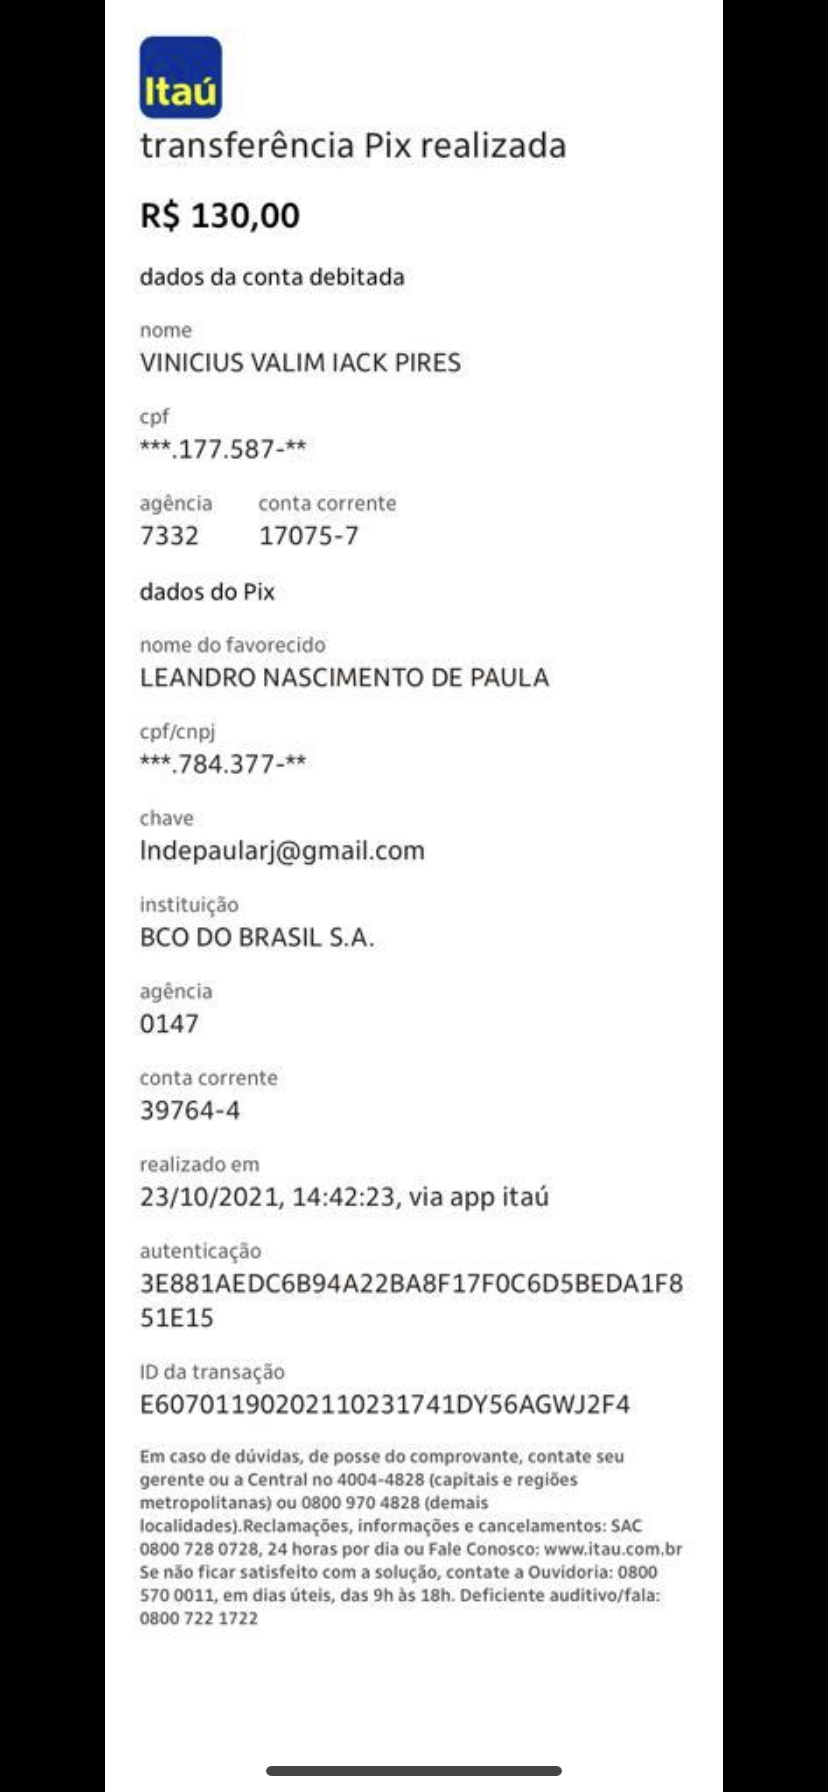 Itaú
transferência Pix realizada
R$ 130,00
dados da conta debitada
nome
VINICIUS VALIM IACK PIRES
cpf
***.177.587-**
agência conta corrente
7332 17075-7
dados do Pix
nome do favorecido
LEANDRO NASCIMENTO DE PAULA
cpf/cnpj
***.784.377-**
chave
lndepaularj@gmail.com
instituição
BCO DO BRASIL S.A.
agência
0147
conta corrente
39764-4
realizado em
23/10/2021, 14:42:23, via app itaú
autenticação
3E881AEDC6B94A22BA8F17F0C6D5BEDA1F8
51E15
ID da transação
E60701190202110231741DY56AGWJ2F4
Em caso de dúvidas, de posse do comprovante, contate seu
gerente ou a Central no 4004-4828 (capitais e regiões
metropolitanas) ou 0800 970 4828 (demais
localidades).Reclamações, informações e cancelamentos: SAC
0800 728 0728, 24 horas por dia ou Fale Conosco: www.itau.com.br
Se não ficar satisfeito com a solução, contate a Ouvidoria: 0800
570 0011, em dias úteis, das 9h às 18h. Deficiente auditivo/fala:
0800 722 1722